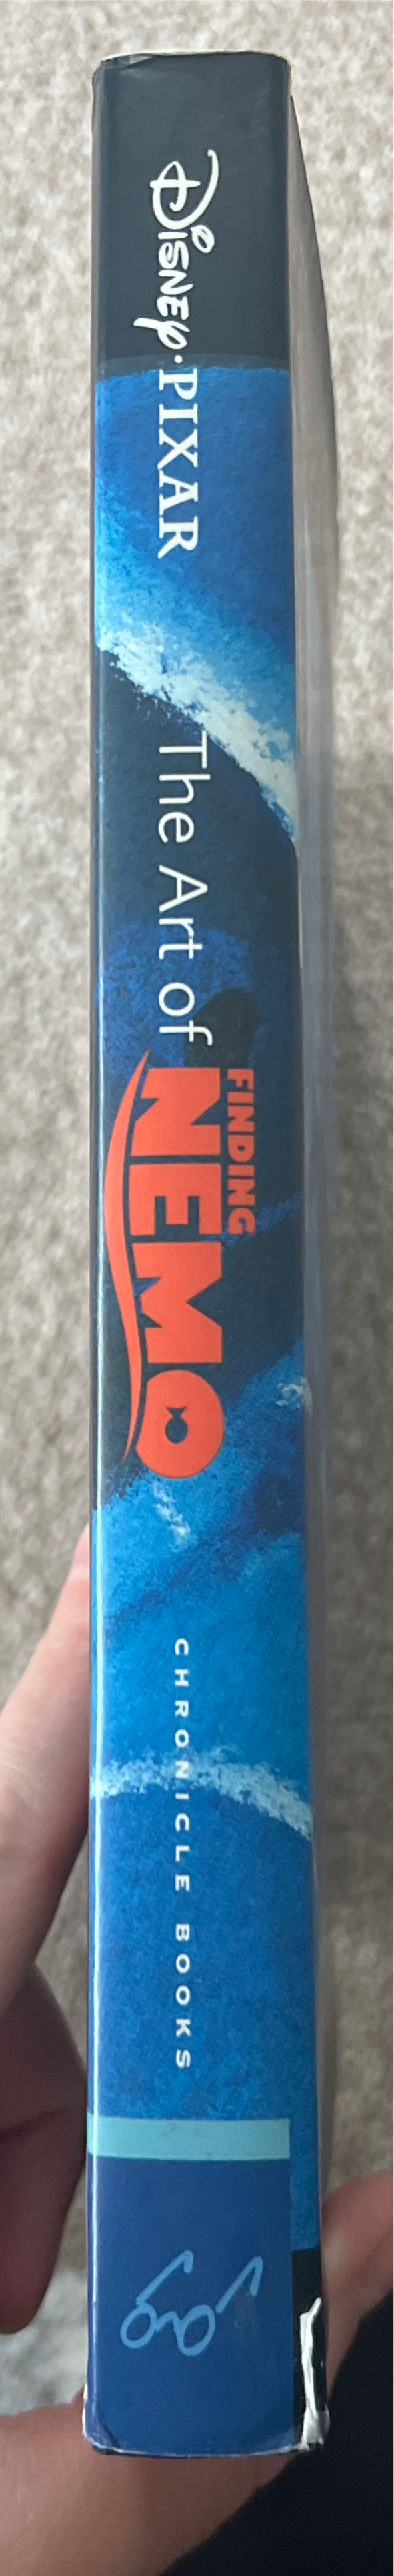 Disney·PIXAR
The Art of
FINDING
NEMO
CHRONICLE BOOKS